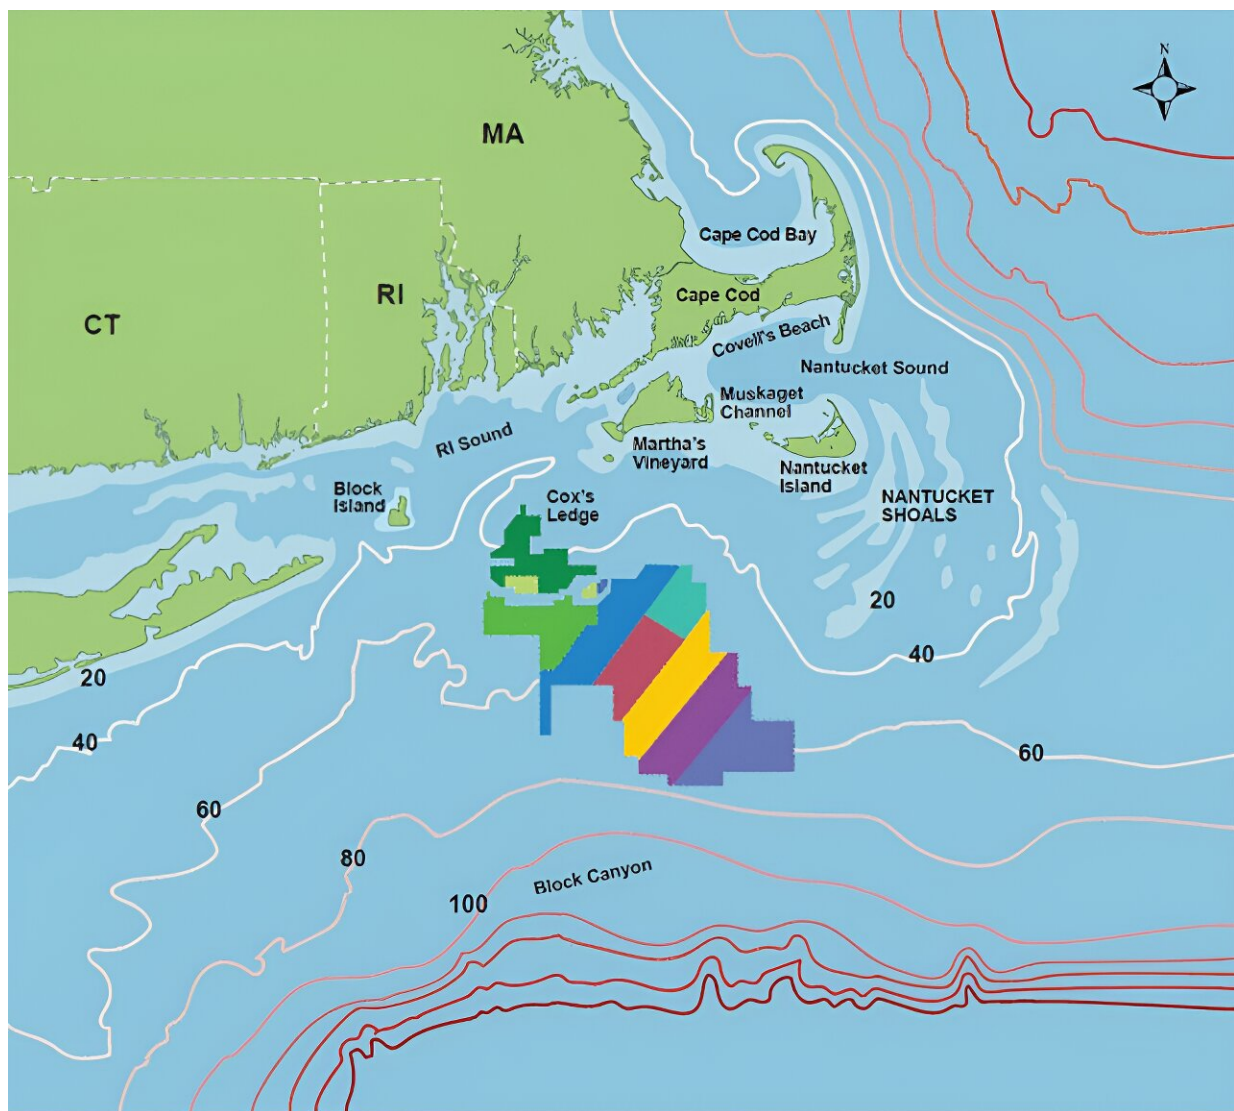 N
MA
Cape Cod Bay
RI
Cape Cod
CT
Covell's Beach
Nantucket Sound
Muskaget
Channel
RI Sound
Martha's
Vineyard
Nantucket
Island
Block
Island
Cox's
Ledge
NANTUCKET
SHOALS
20
40
20
40
60
60
80
Block Canyon
100